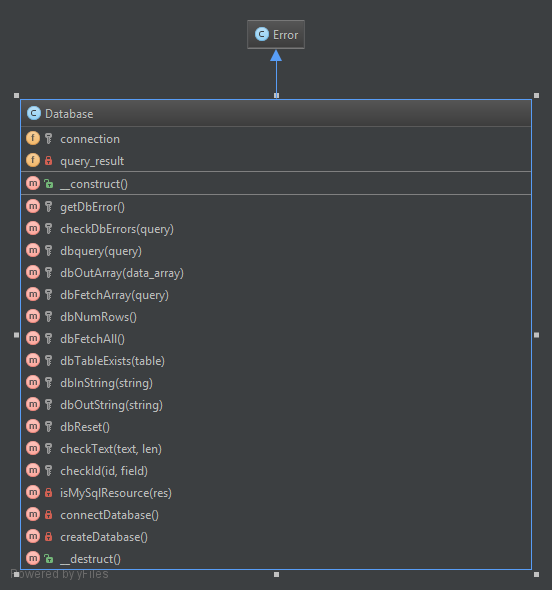 C Error
C Database
f connection
f query_result
m __construct()
m getDbError()
m checkDbErrors(query)
m dbquery(query)
m dbOutArray(data_array)
m dbFetchArray(query)
m dbNumRows()
m dbFetchAll()
m dbTableExists(table)
m dbInString(string)
m dbOutString(string)
m dbReset()
m checkText(text, len)
m checkId(id, field)
m isMySqlResource(res)
m connectDatabase()
m createDatabase()
m __destruct()
Powered by yFiles